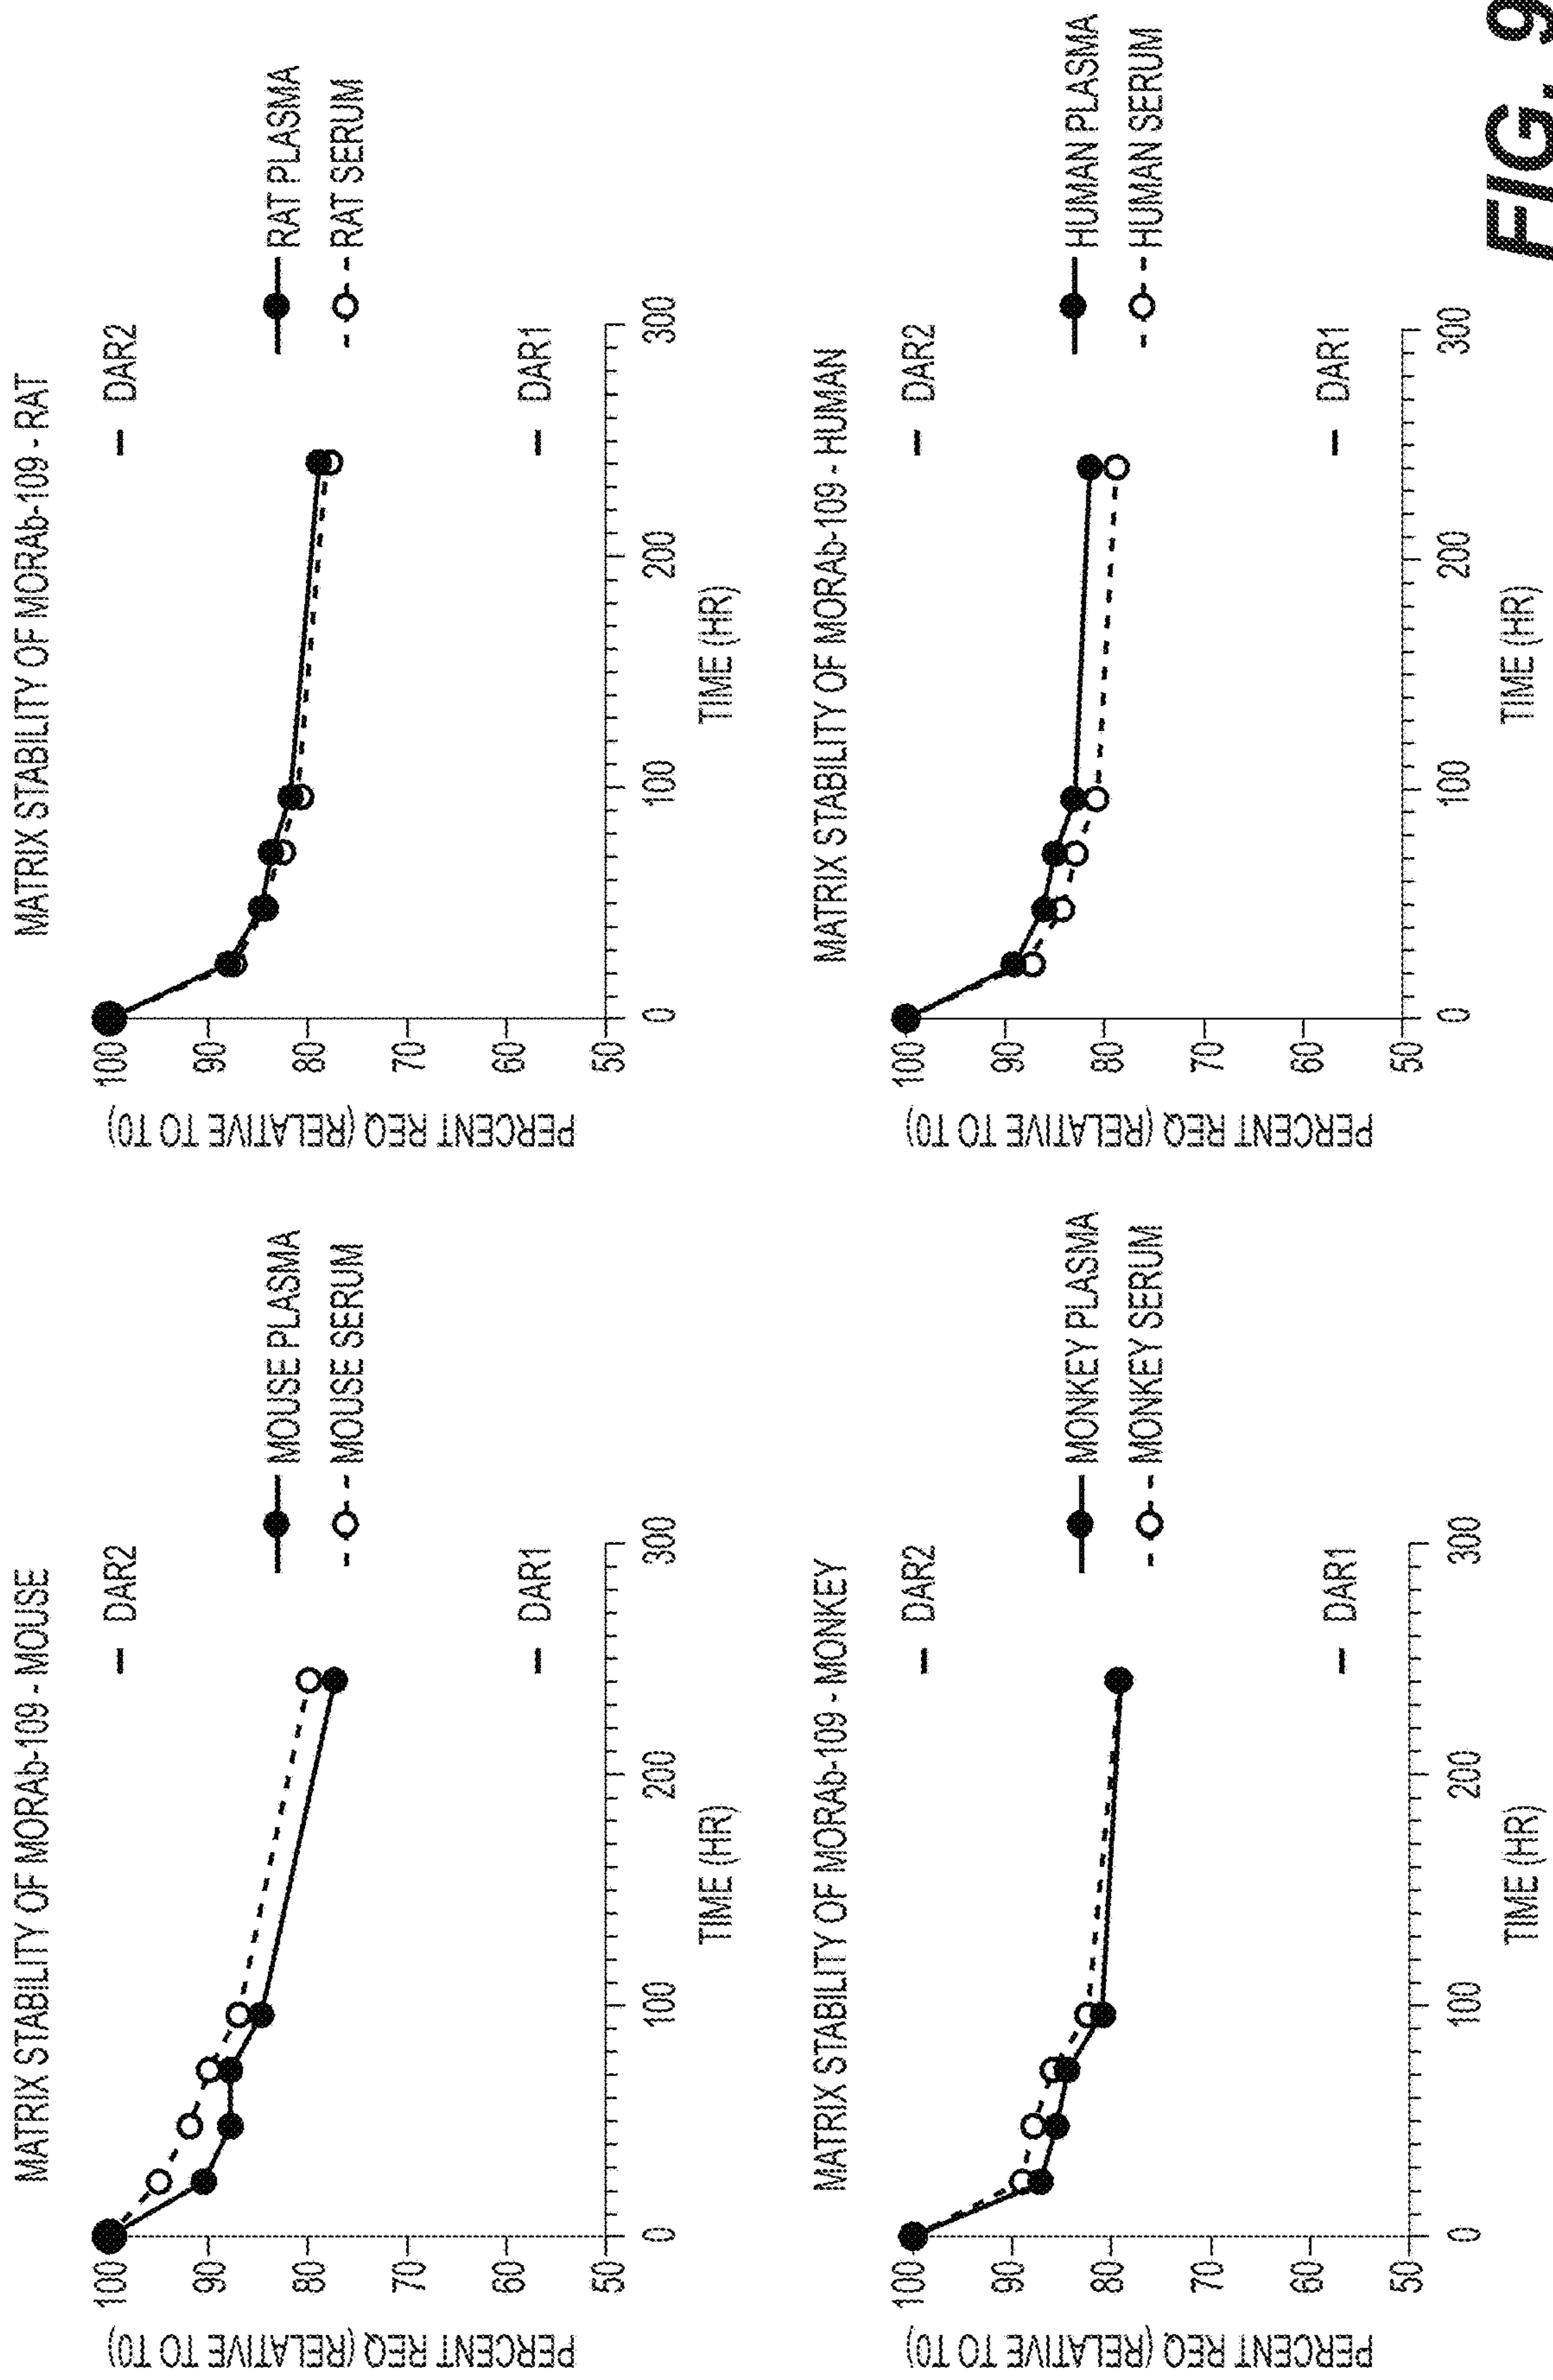 MATRIX STABILITY OF MORAb-109 - MOUSE
PERCENT REQ (RELATIVE TO T0)
100
90
80
70
60
50
0
100
200
300
TIME (HR)
DAR2
DAR1
MOUSE PLASMA
MOUSE SERUM
MATRIX STABILITY OF MORAb-109 - RAT
PERCENT REQ (RELATIVE TO T0)
100
90
80
70
60
50
0
100
200
300
TIME (HR)
DAR2
DAR1
RAT PLASMA
RAT SERUM
MATRIX STABILITY OF MORAb-109 - MONKEY
PERCENT REQ (RELATIVE TO T0)
100
90
80
70
60
50
0
100
200
300
TIME (HR)
DAR2
DAR1
MONKEY PLASMA
MONKEY SERUM
MATRIX STABILITY OF MORAb-109 - HUMAN
PERCENT REQ (RELATIVE TO T0)
100
90
80
70
60
50
0
100
200
300
TIME (HR)
DAR2
DAR1
HUMAN PLASMA
HUMAN SERUM
FIG. 9